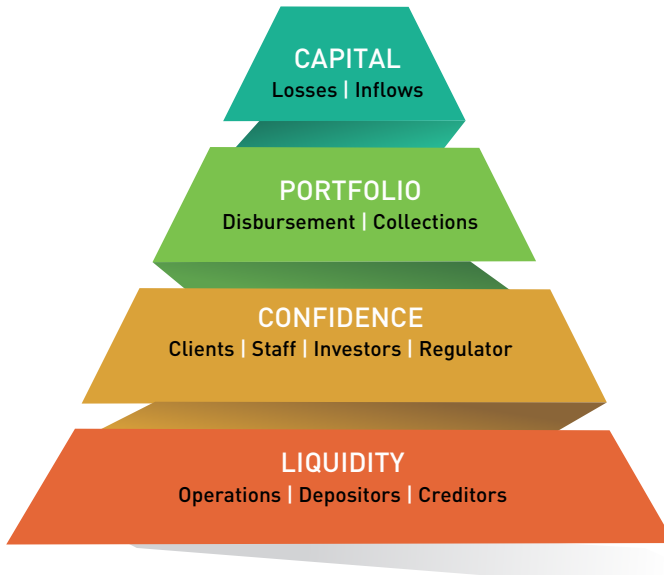 CAPITAL
Losses | Inflows
PORTFOLIO
Disbursement | Collections
CONFIDENCE
Clients | Staff | Investors | Regulator
LIQUIDITY
Operations | Depositors | Creditors